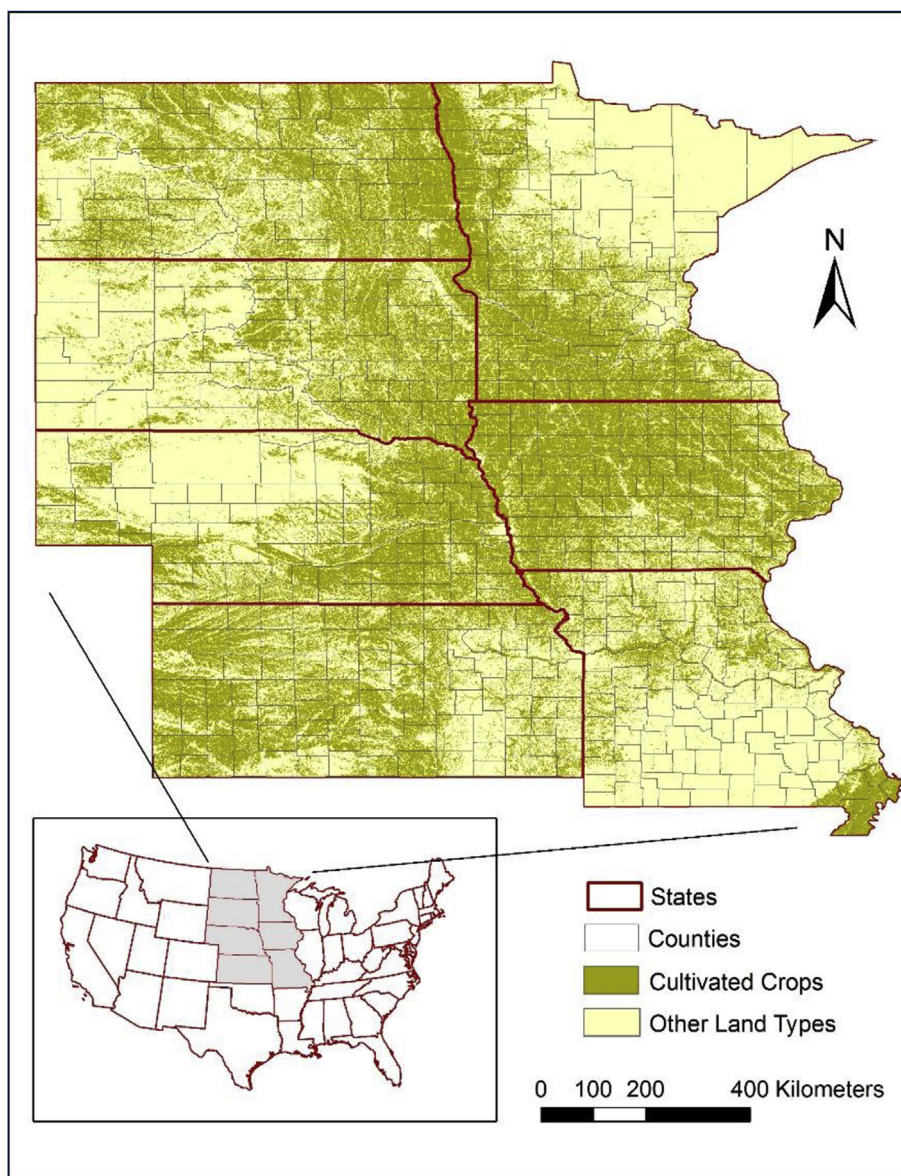 N
States
Counties
Cultivated Crops
Other Land Types
0 100 200 400 Kilometers